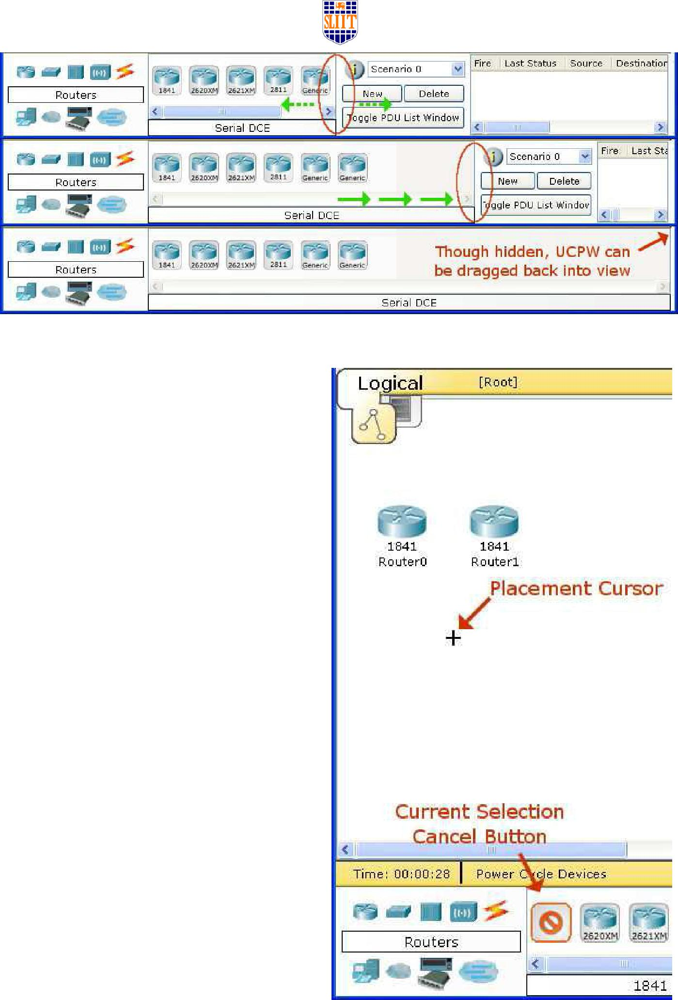 SLIIT
1841 2620XM 2621XM 2811 Generic
Routers
Serial DCE
Scenario 0
New Delete
Toggle PDU List Window
Fire Last Status Source Destination
1841 2620XM 2621XM 2811 Generic Generic
Routers
Serial DCE
Scenario 0
New Delete
Toggle PDU List Window
Fire Last Sta
1841 2620XM 2621XM 2811 Generic Generic
Routers
Serial DCE
Though hidden, UCPW can
be dragged back into view
Logical [Root]
1841
Router0
1841
Router1
Placement Cursor
Current Selection
Cancel Button
Time: 00:00:28 Power Cycle Devices
2620XM 2621XM
Routers
1841